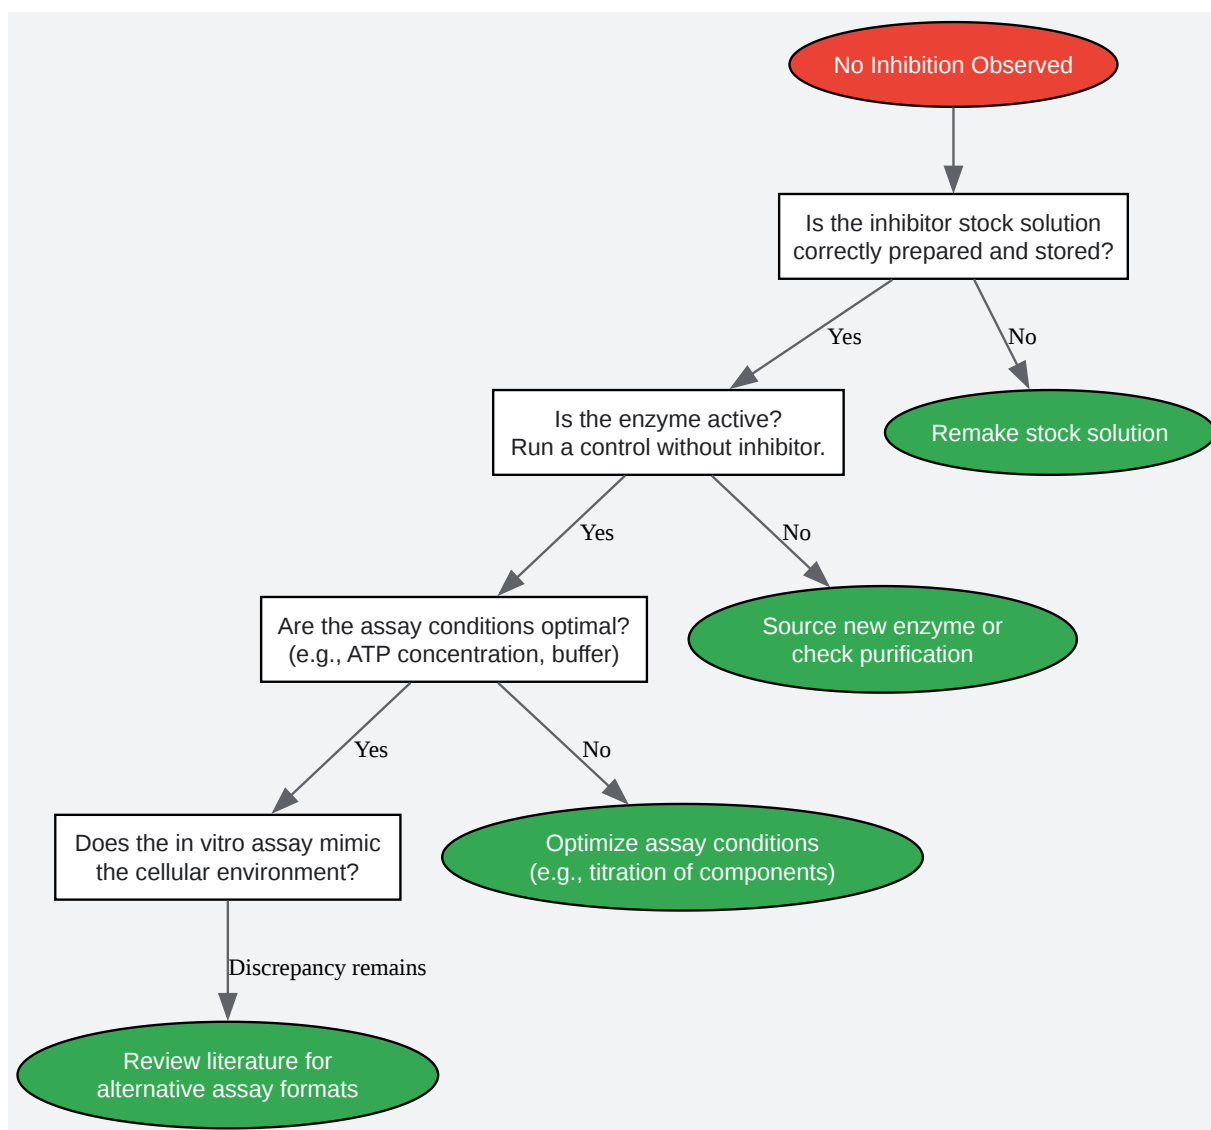 No Inhibition Observed
Is the inhibitor stock solution
correctly prepared and stored?
Yes
No
Is the enzyme active?
Run a control without inhibitor.
Remake stock solution
Yes
No
Are the assay conditions optimal?
(e.g., ATP concentration, buffer)
Source new enzyme or
check purification
Yes
No
Does the in vitro assay mimic
the cellular environment?
Optimize assay conditions
(e.g., titration of components)
Discrepancy remains
Review literature for
alternative assay formats